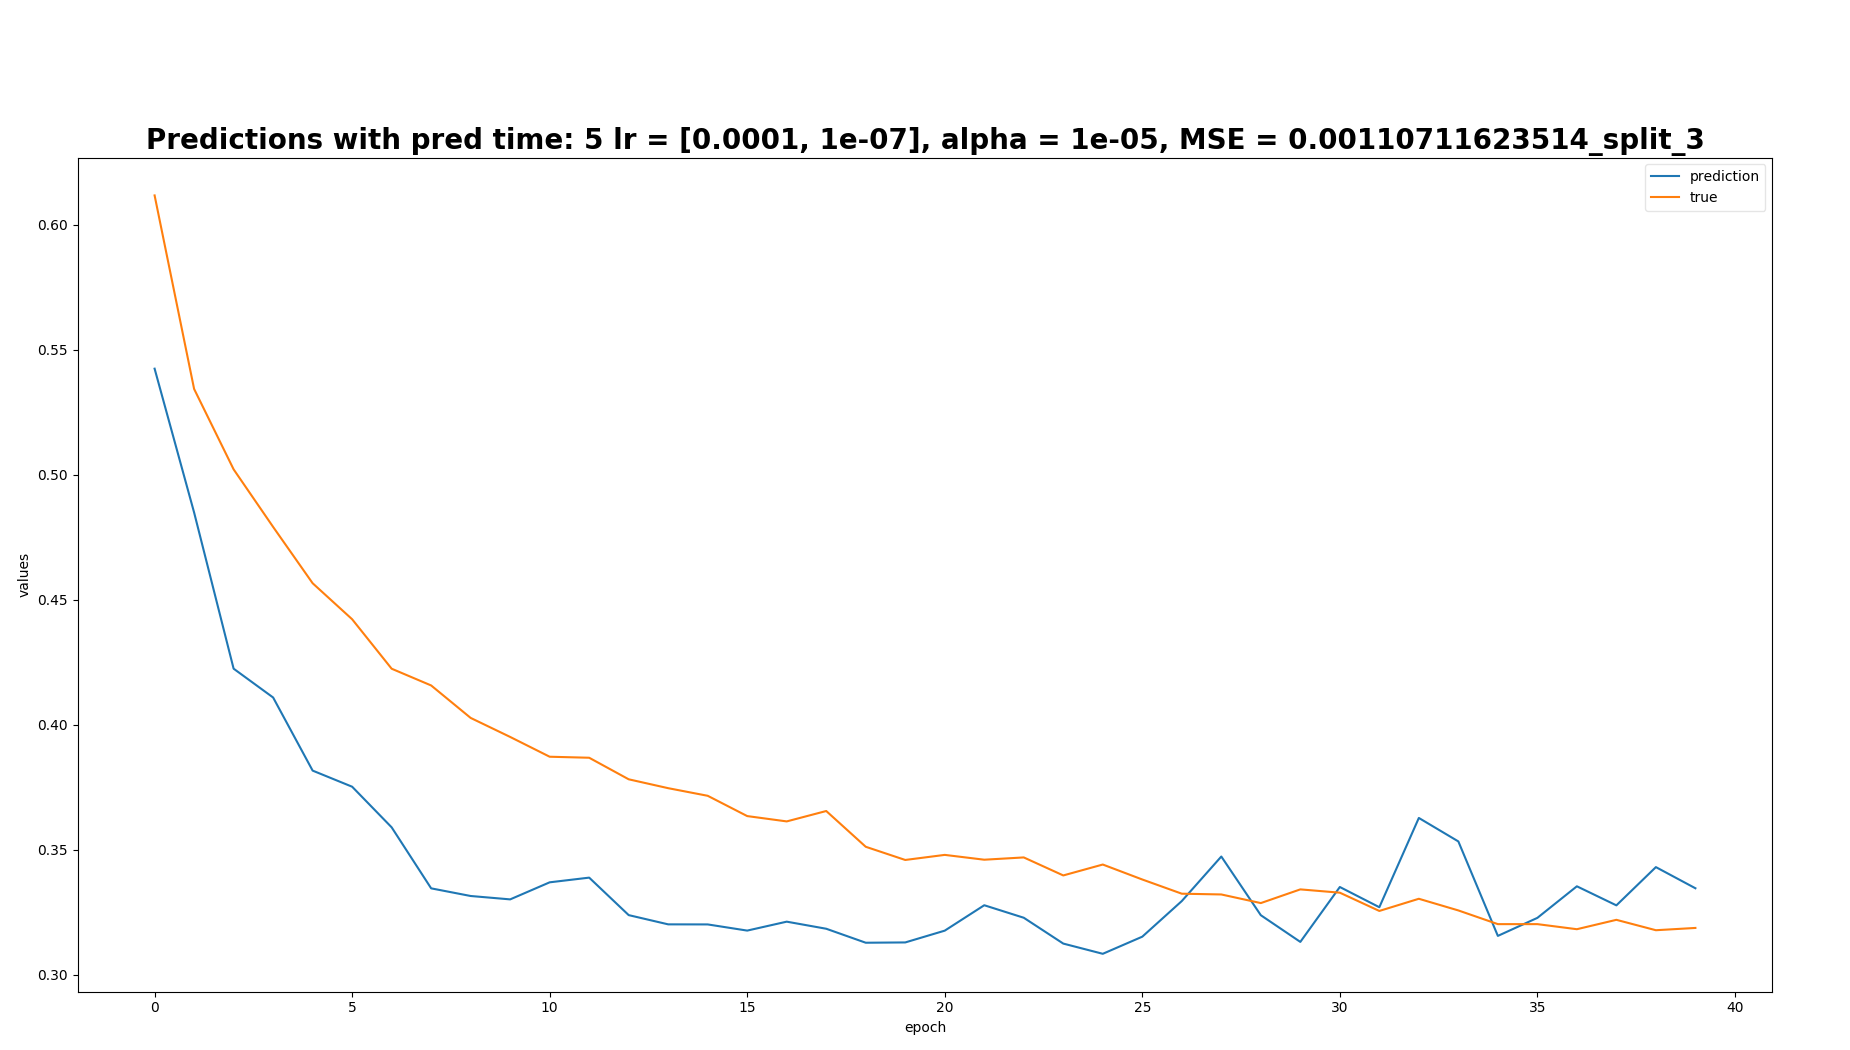 Predictions with pred time: 5 lr = [0.0001, 1e-07], alpha = 1e-05, MSE = 0.00110711623514_split_3
prediction
true
0.60
0.55
0.50
0.45
0.40
0.35
0.30
values
0 5 10 15 20 25 30 35 40
epoch